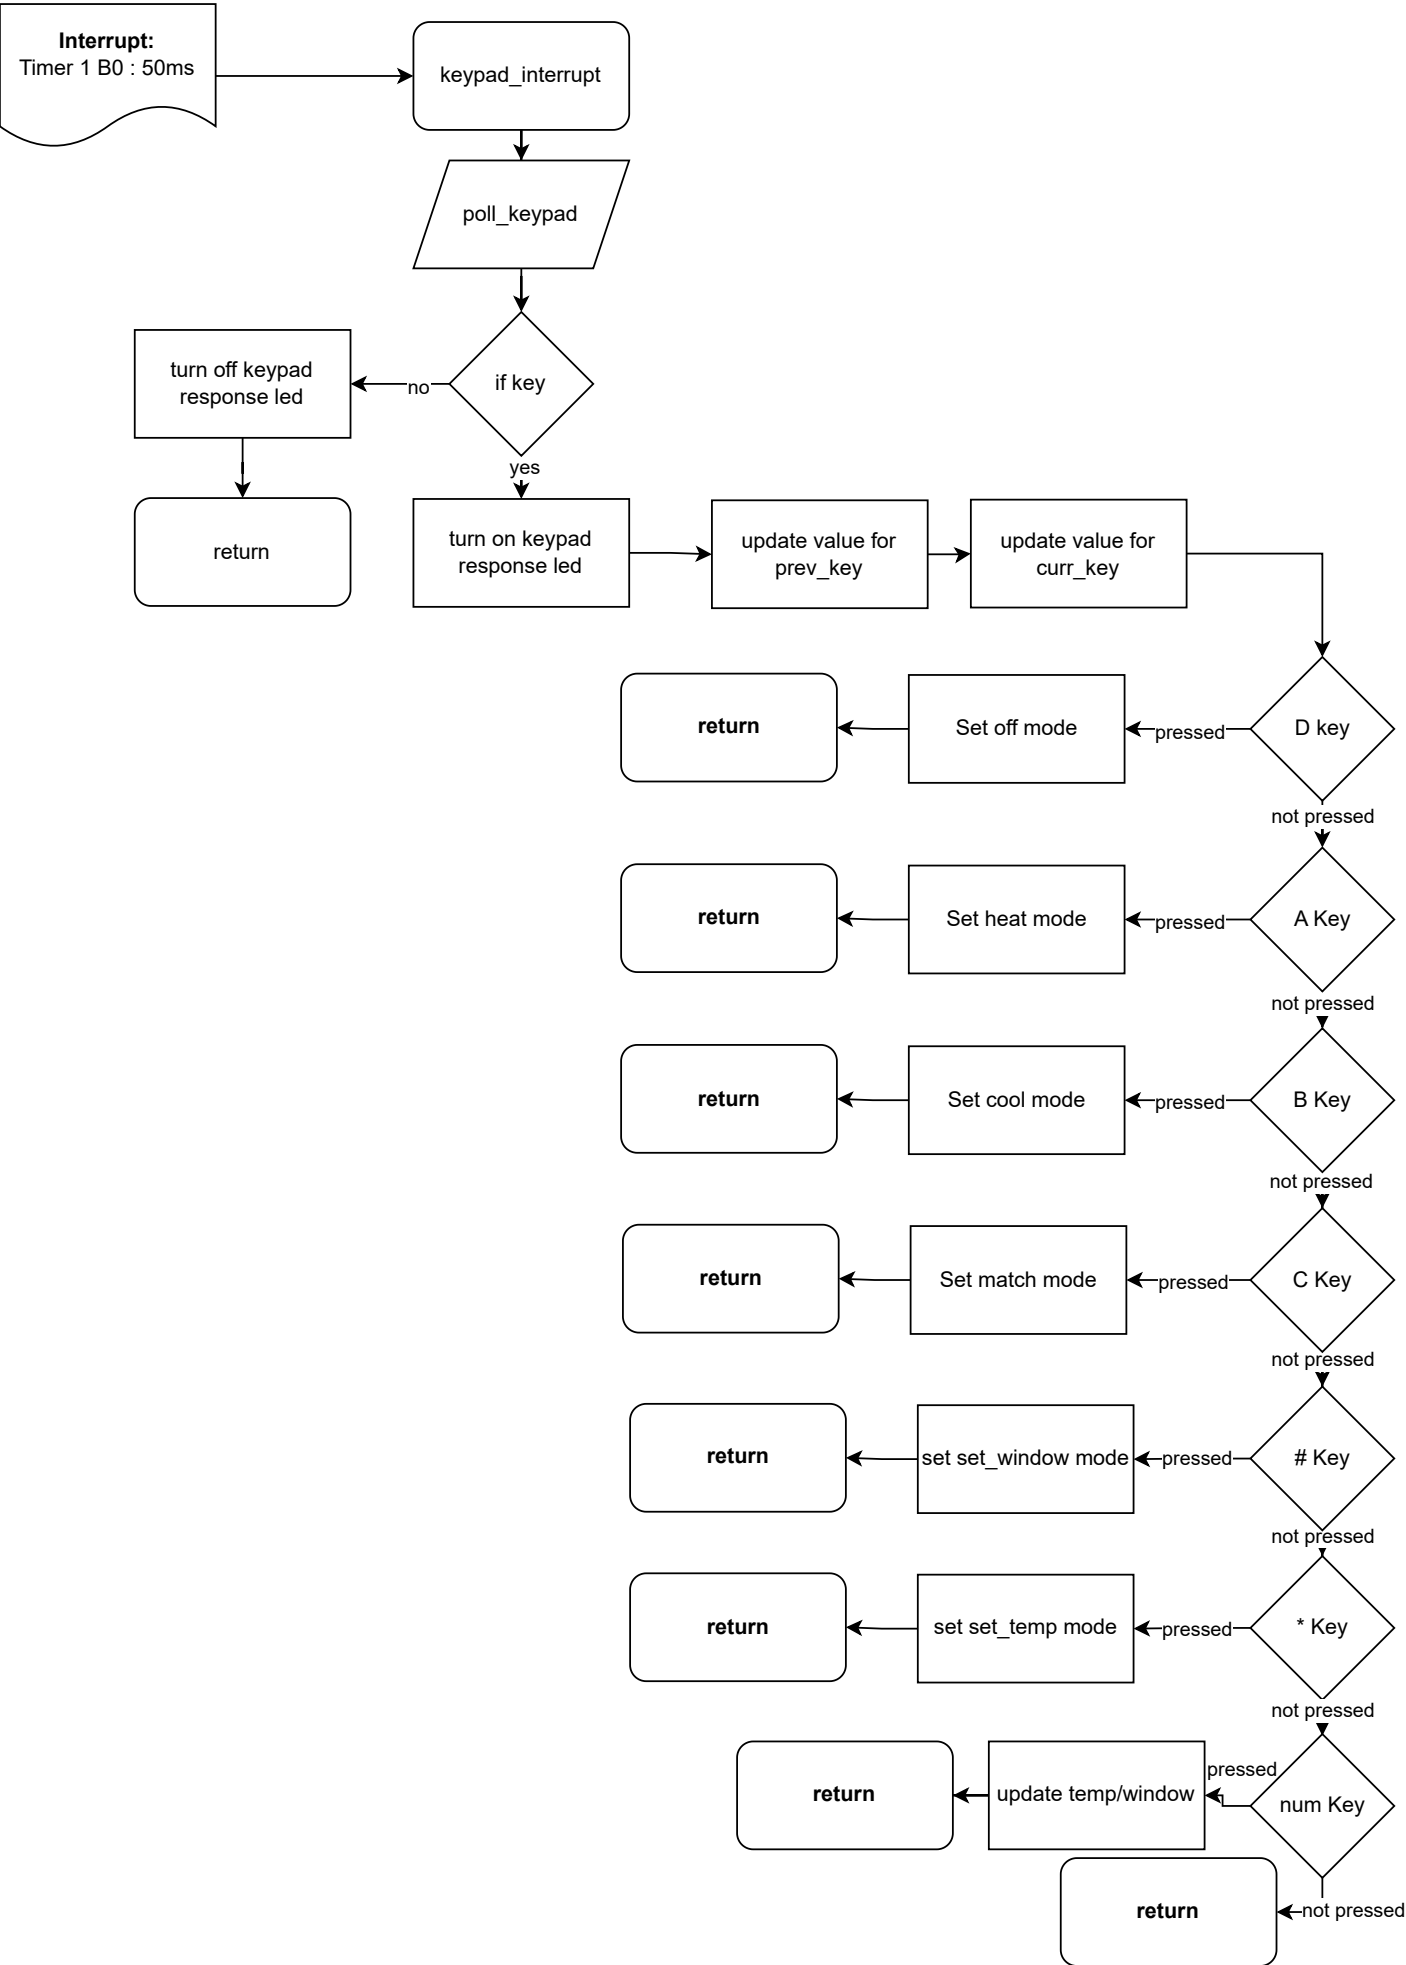 Interrupt:
Timer 1 B0 : 50ms
keypad_interrupt
poll_keypad
if key
no
turn off keypad
response led
return
yes
turn on keypad
response led
update value for
prev_key
update value for
curr_key
D key
pressed
Set off mode
return
not pressed
A Key
pressed
Set heat mode
return
not pressed
B Key
pressed
Set cool mode
return
not pressed
C Key
pressed
Set match mode
return
not pressed
# Key
pressed
set set_window mode
return
not pressed
* Key
pressed
set set_temp mode
return
not pressed
num Key
pressed
update temp/window
return
not pressed
return